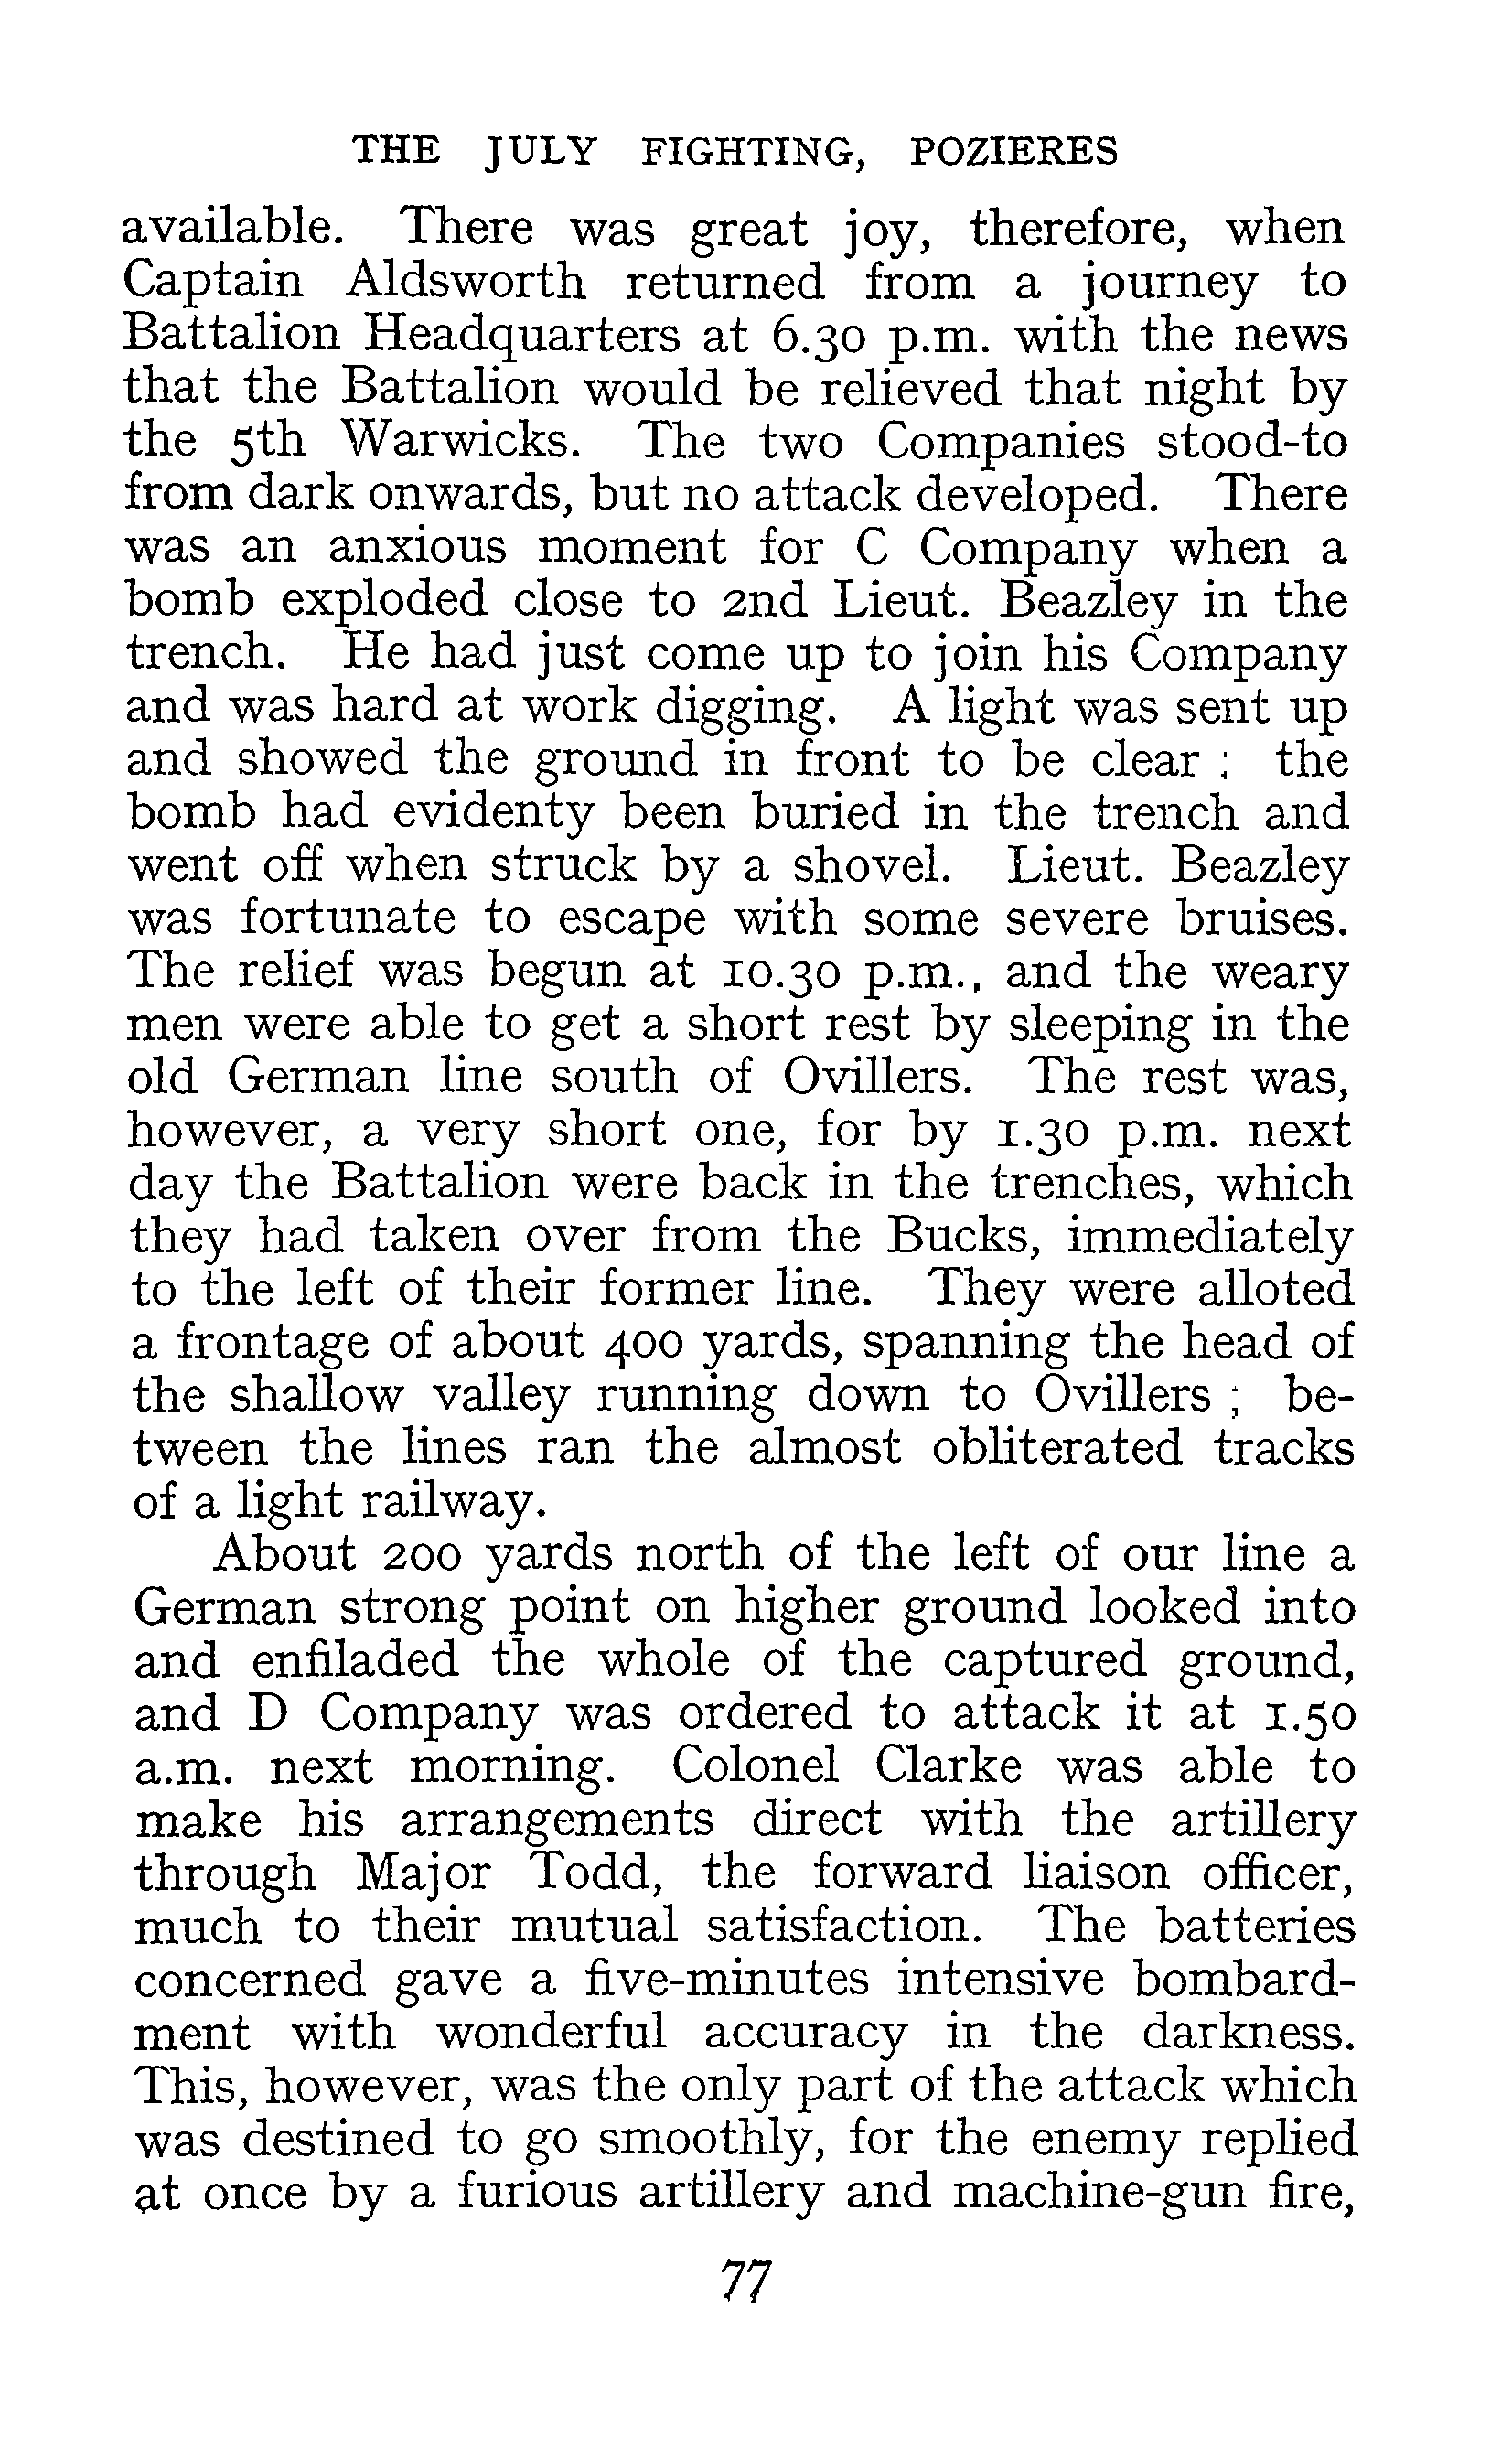 THE JULY FIGHTING, POZIERES
available. There was great joy, therefore, when
Captain Aldsworth returned from a journey to
Battalion Headquarters at 6.30 p.m. with the news
that the Battalion would be relieved that night by
the 5th Warwicks. The two Companies stood-to
from dark onwards, but no attack developed. There
was an anxious moment for C Company when a
bomb exploded close to 2nd Lieut. Beazley in the
trench. He had just come up to join his Company
and was hard at work digging. A light was sent up
and showed the ground in front to be clear ; the
bomb had evidenty been buried in the trench and
went off when struck by a shovel. Lieut. Beazley
was fortunate to escape with some severe bruises.
The relief was begun at 10.30 p.m., and the weary
men were able to get a short rest by sleeping in the
old German line south of Ovillers. The rest was,
however, a very short one, for by 1.30 p.m. next
day the Battalion were back in the trenches, which
they had taken over from the Bucks, immediately
to the left of their former line. They were alloted
a frontage of about 400 yards, spanning the head of
the shallow valley running down to Ovillers ; be-
tween the lines ran the almost obliterated tracks
of a light railway.
About 200 yards north of the left of our line a
German strong point on higher ground looked into
and enfiladed the whole of the captured ground,
and D Company was ordered to attack it at 1.50
a.m. next morning. Colonel Clarke was able to
make his arrangements direct with the artillery
through Major Todd, the forward liaison officer,
much to their mutual satisfaction. The batteries
concerned gave a five-minutes intensive bombard-
ment with wonderful accuracy in the darkness.
This, however, was the only part of the attack which
was destined to go smoothly, for the enemy replied
at once by a furious artillery and machine-gun fire,
77